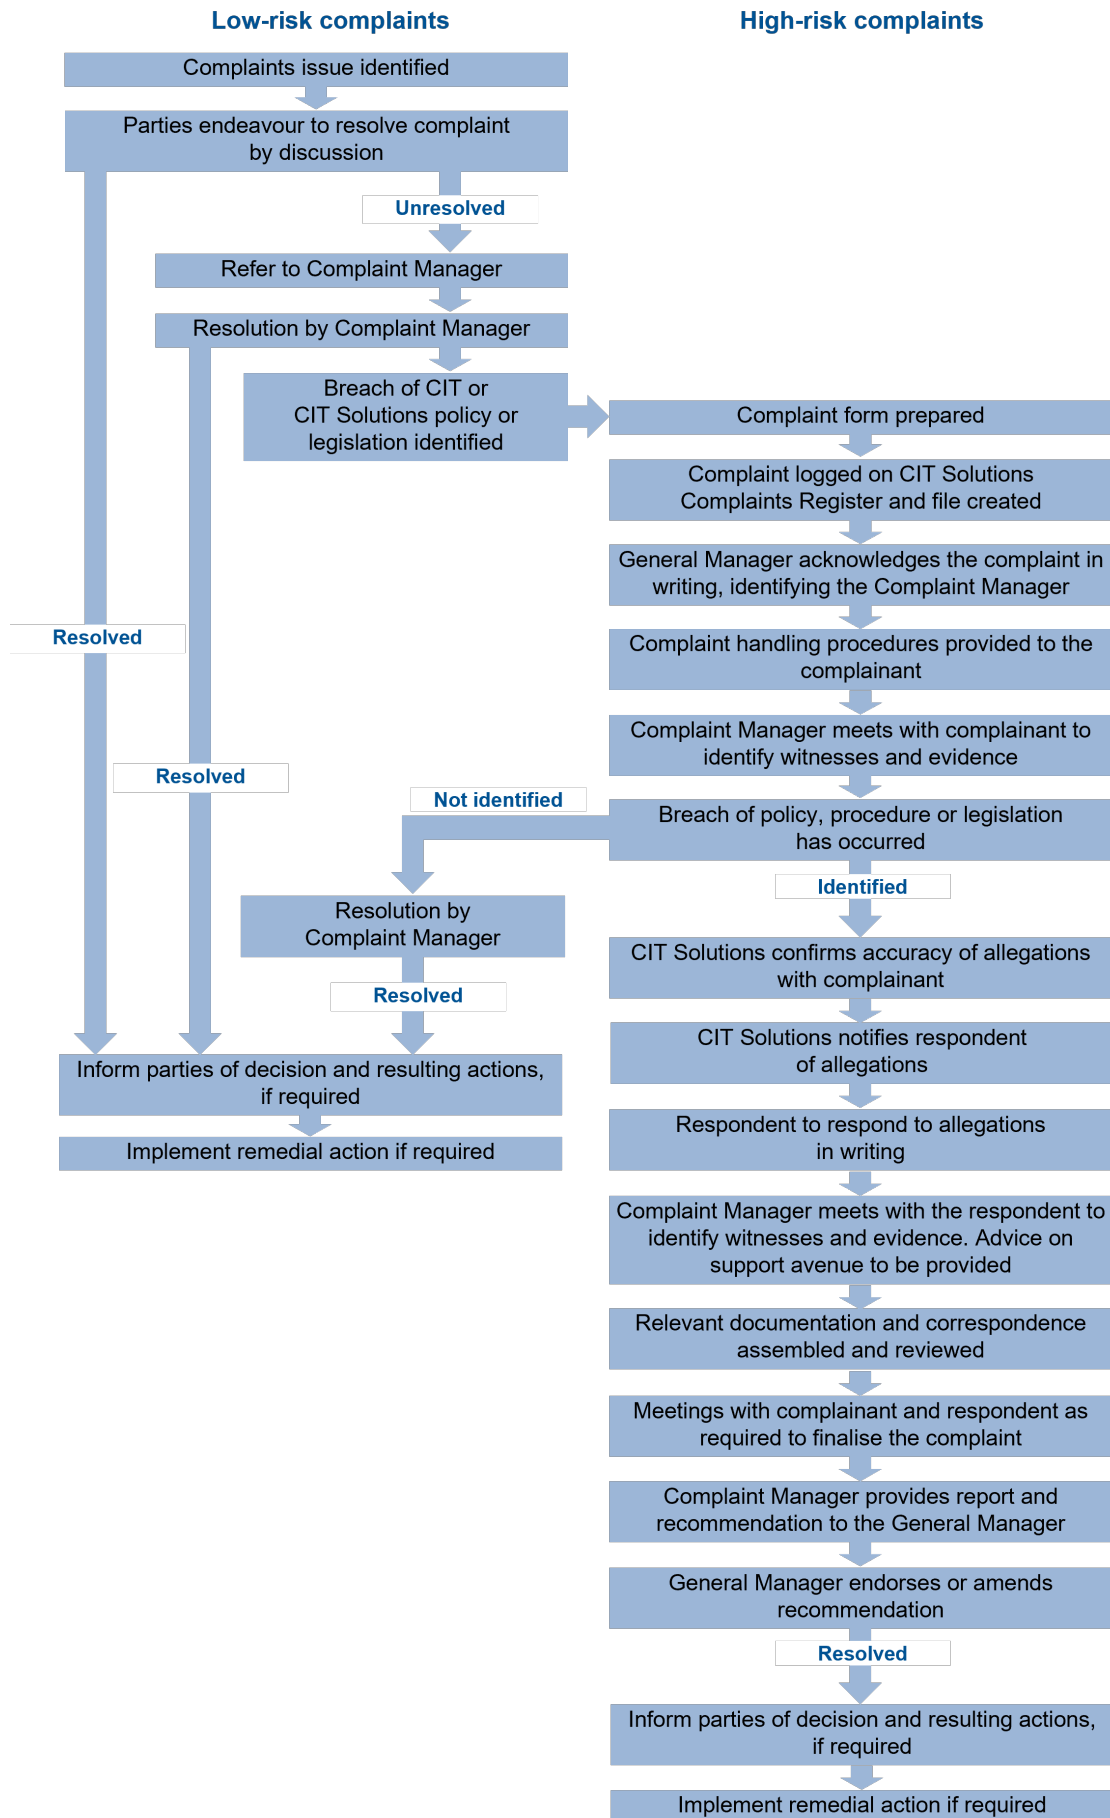 Low-risk complaints
High-risk complaints
Complaints issue identified
Parties endeavour to resolve complaint
by discussion
Unresolved
Refer to Complaint Manager
Resolution by Complaint Manager
Breach of CIT or
CIT Solutions policy or
legislation identified
Complaint form prepared
Complaint logged on CIT Solutions
Complaints Register and file created
General Manager acknowledges the complaint in
writing, identifying the Complaint Manager
Resolved
Complaint handling procedures provided to the
complainant
Complaint Manager meets with complainant to
identify witnesses and evidence
Resolved
Not identified
Breach of policy, procedure or legislation
has occurred
Identified
Resolution by
Complaint Manager
CIT Solutions confirms accuracy of allegations
with complainant
Resolved
CIT Solutions notifies respondent
of allegations
Inform parties of decision and resulting actions,
if required
Respondent to respond to allegations
in writing
Implement remedial action if required
Complaint Manager meets with the respondent to
identify witnesses and evidence. Advice on
support avenue to be provided
Relevant documentation and correspondence
assembled and reviewed
Meetings with complainant and respondent as
required to finalise the complaint
Complaint Manager provides report and
recommendation to the General Manager
General Manager endorses or amends
recommendation
Resolved
Inform parties of decision and resulting actions,
if required
Implement remedial action if required